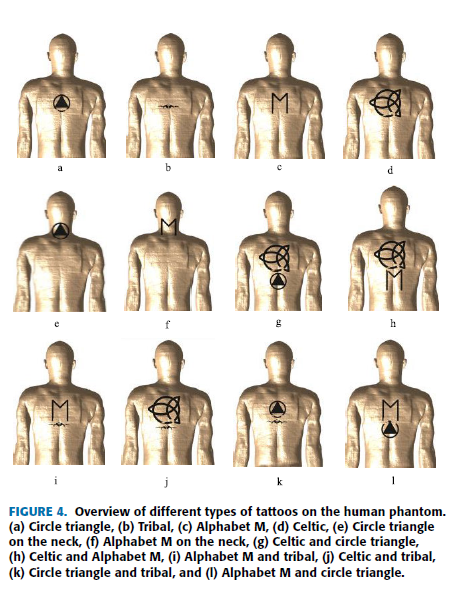 a
b
c
d
e
f
g
h
i
j
k
l
FIGURE 4. Overview of different types of tattoos on the human phantom.
(a) Circle triangle, (b) Tribal, (c) Alphabet M, (d) Celtic, (e) Circle triangle
on the neck, (f) Alphabet M on the neck, (g) Celtic and circle triangle,
(h) Celtic and Alphabet M, (i) Alphabet M and tribal, (j) Celtic and tribal,
(k) Circle triangle and tribal, and (l) Alphabet M and circle triangle.